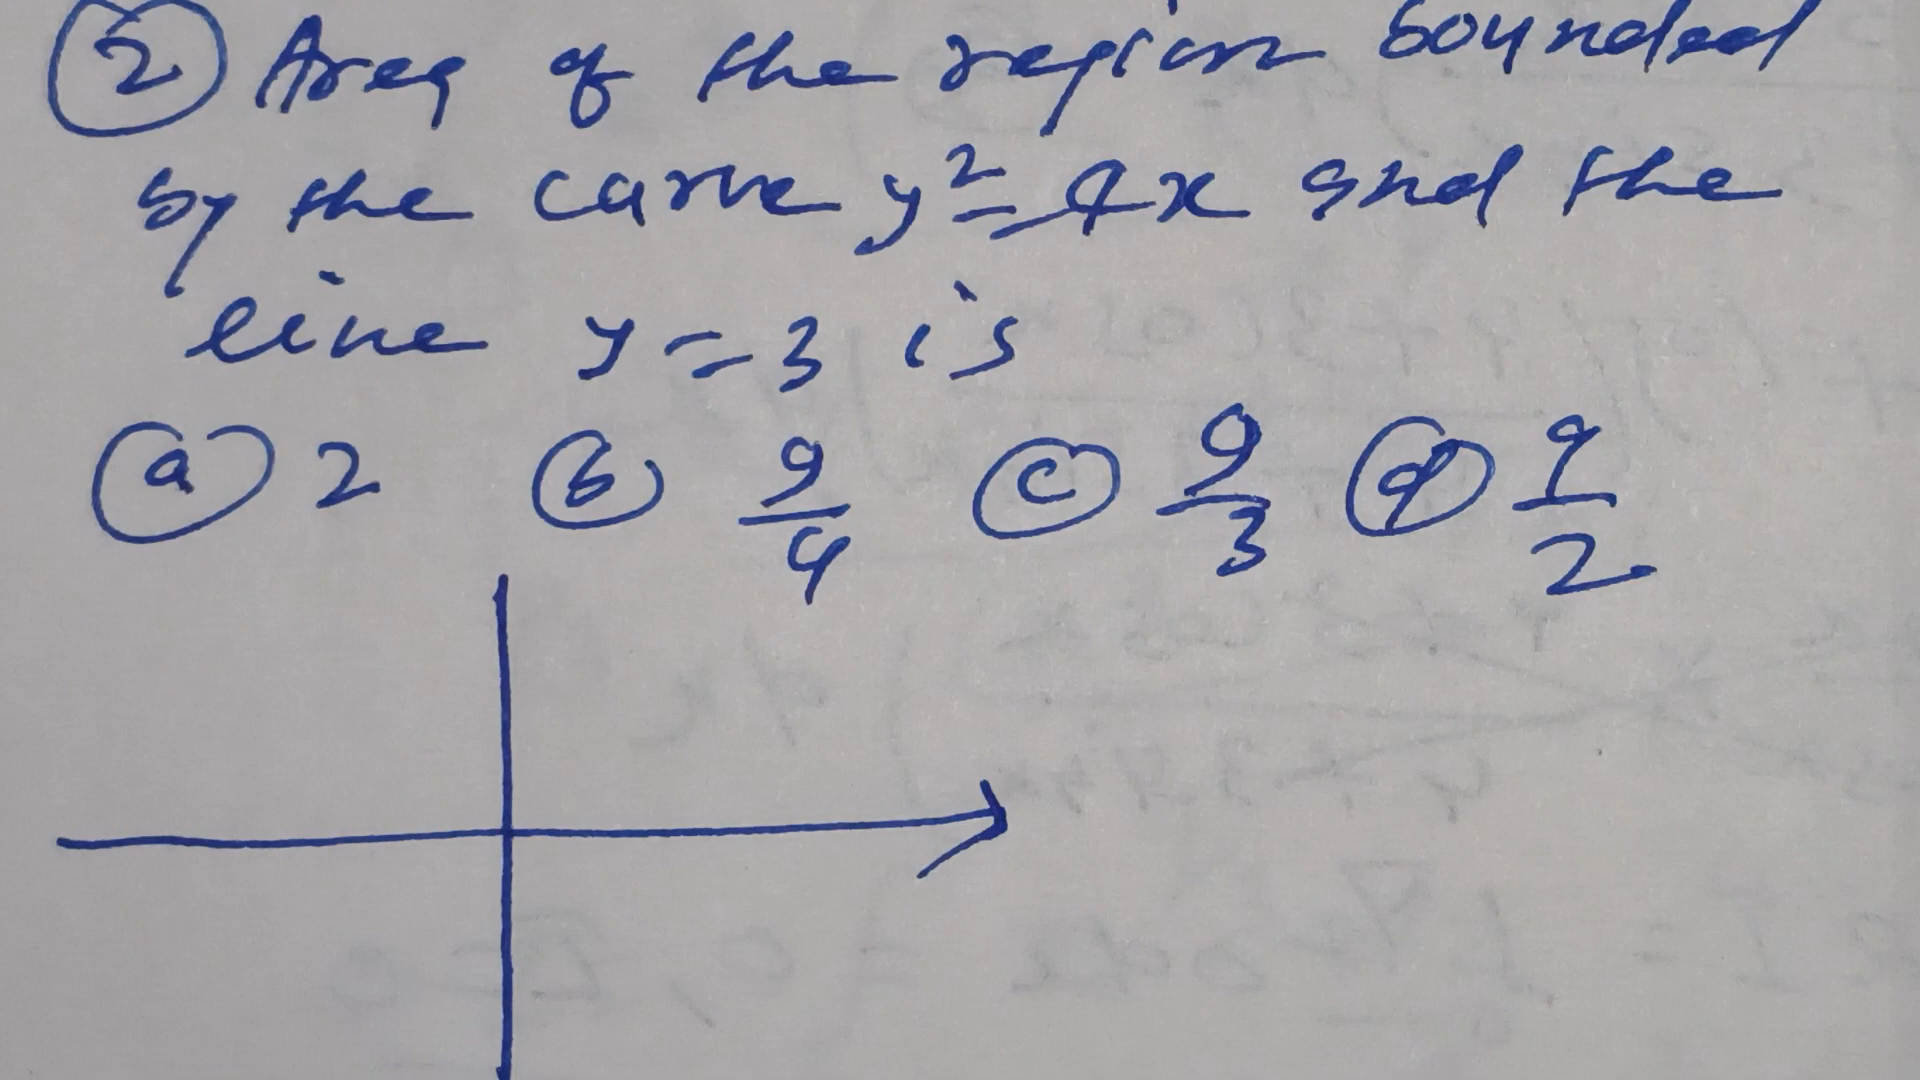 ② Area of the region bounded
by the curve y² = 4x and the
line y = 3 is
ⓐ 2 ⓑ 9/4 ⓒ 9/3 ⓓ 9/2